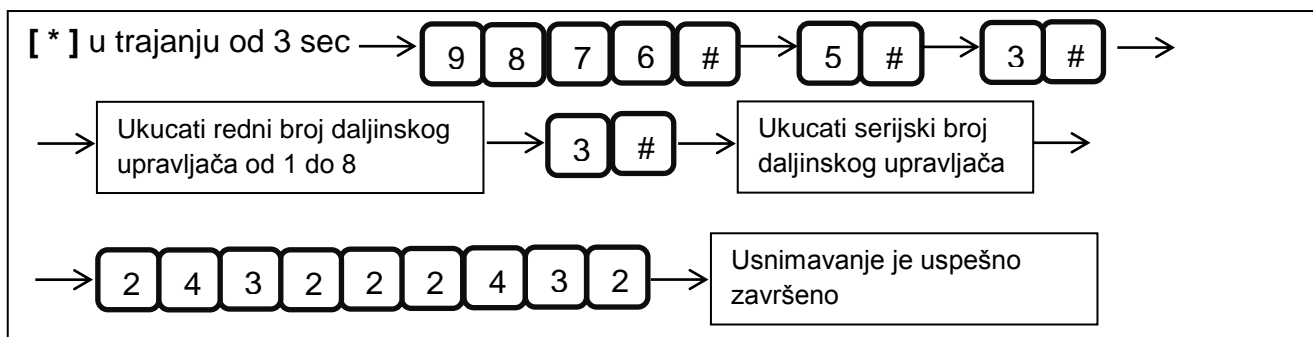 [ * ] u trajanju od 3 sec 9 8 7 6 # 5 # 3 #
Ukucati redni broj daljinskog
upravljača od 1 do 8
3 #
Ukucati serijski broj
daljinskog upravljača
2 4 3 2 2 2 4 3 2
Usnimavanje je uspešno
završeno